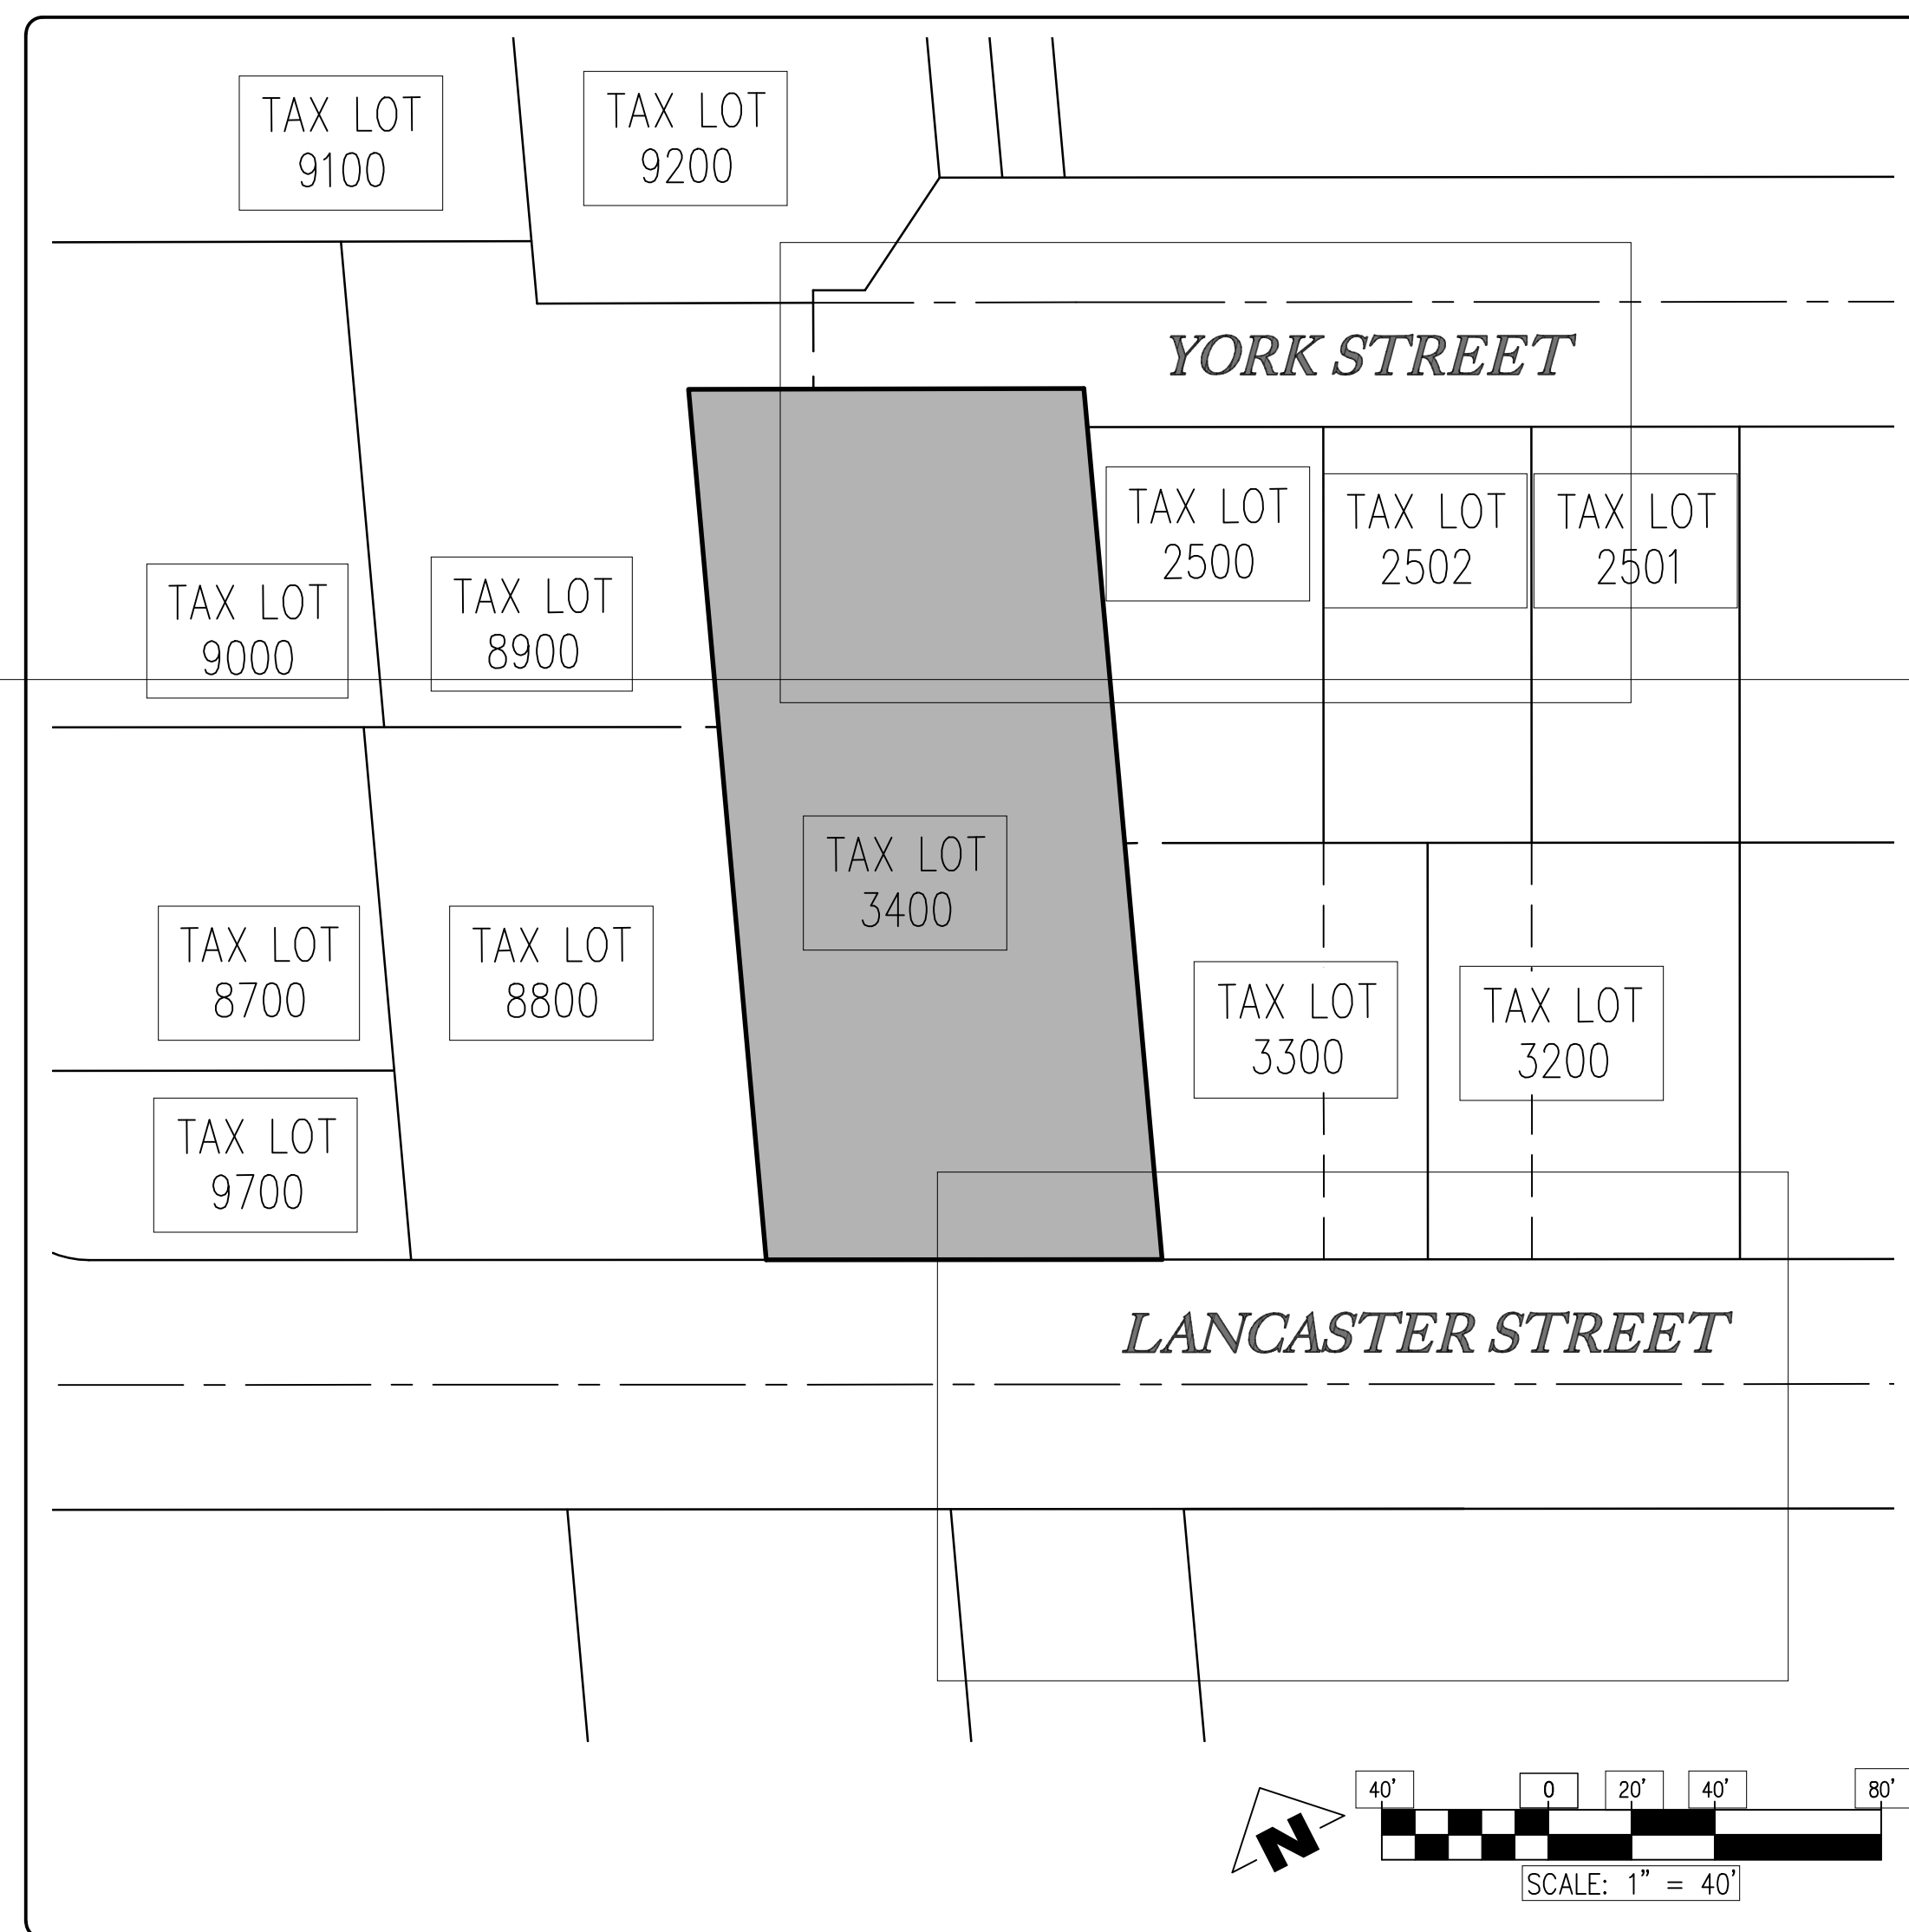 TAX LOT
9100
TAX LOT
9200
YORK STREET
TAX LOT
2500
TAX LOT
2502
TAX LOT
2501
TAX LOT
9000
TAX LOT
8900
TAX LOT
3400
TAX LOT
8700
TAX LOT
8800
TAX LOT
3300
TAX LOT
3200
TAX LOT
9700
LANCASTER STREET
N
40' 0 20' 40' 80'
SCALE: 1" = 40'